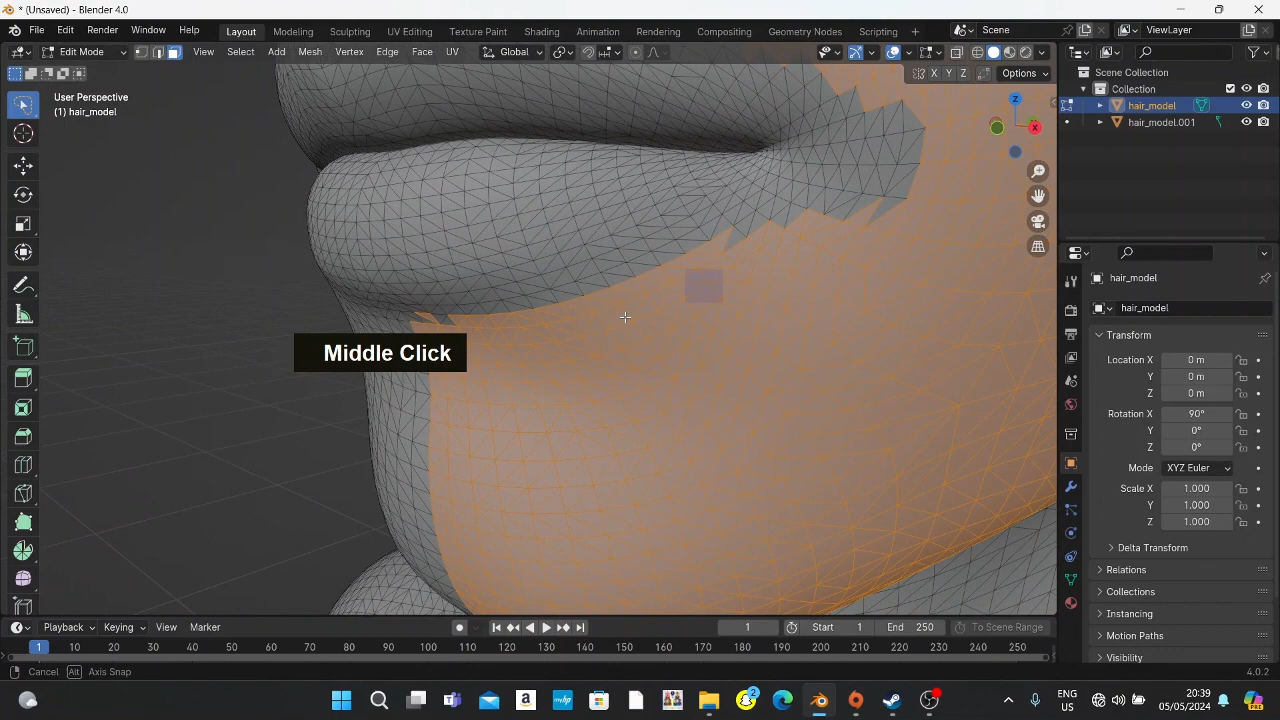 * (Unsaved) - Blender 4.0
File Edit Render Window Help Layout Modeling Sculpting UV Editing Texture Paint Shading Animation Rendering Compositing Geometry Nodes Scripting + Scene ViewLayer
Edit Mode View Select Add Mesh Vertex Edge Face UV Global
X Y Z Options
User Perspective
(1) hair_model
Z
X
Scene Collection
Collection
hair_model
hair_model.001
Middle Click
hair_model
hair_model
Transform
Location X 0 m
Y 0 m
Z 0 m
Rotation X 90°
Y 0°
Z 0°
Mode XYZ Euler
Scale X 1.000
Y 1.000
Z 1.000
Delta Transform
Relations
Collections
Instancing
Motion Paths
Visibility
Playback Keying View Marker 1 Start 1 End 250 To Scene Range
1 10 20 30 40 50 60 70 80 90 100 110 120 130 140 150 160 170 180 190 200 210 220 230 240 250
Cancel Alt Axis Snap 4.0.2
ENG
UK
20:39
05/05/2024
2